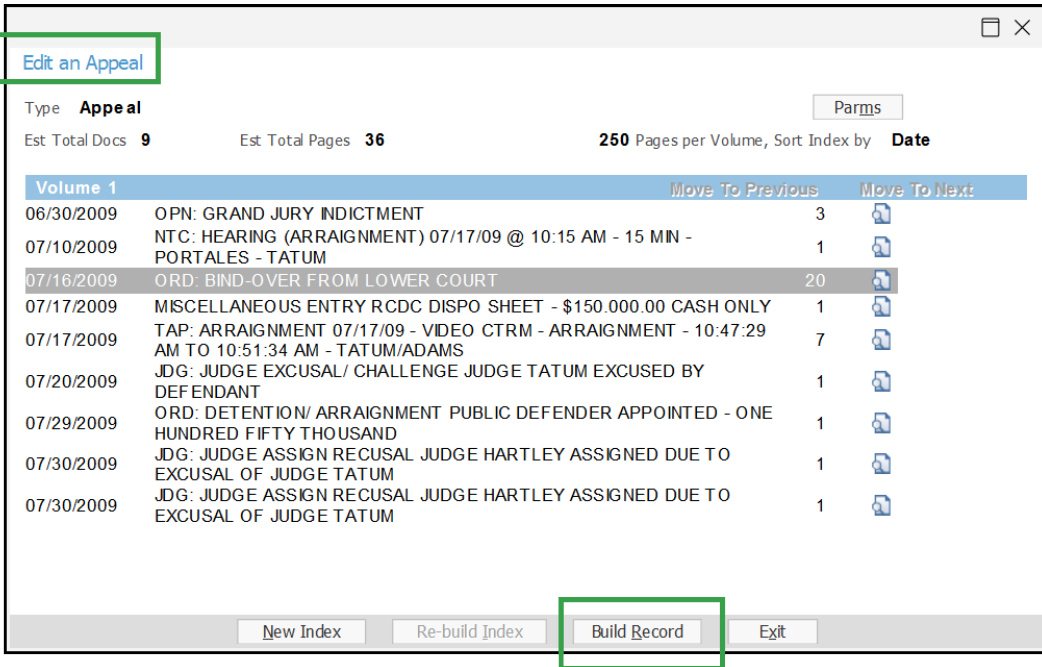 Edit an Appeal
Type Appeal Parms
Est Total Docs 9 Est Total Pages 36 250 Pages per Volume, Sort Index by Date
Volume 1 Move To Previous Move To Next
06/30/2009 OPN: GRAND JURY INDICTMENT 3
07/10/2009 NTC: HEARING (ARRAIGNMENT) 07/17/09 @ 10:15 AM - 15 MIN -
PORTALES - TATUM 1
07/16/2009 ORD: BIND-OVER FROM LOWER COURT 20
07/17/2009 MISCELLANEOUS ENTRY RCDC DISPO SHEET - $150.000.00 CASH ONLY 1
07/17/2009 TAP: ARRAIGNMENT 07/17/09 - VIDEO CTRM - ARRAIGNMENT - 10:47:29
AM TO 10:51:34 AM - TATUM/ADAMS 7
07/20/2009 JDG: JUDGE EXCUSAL/ CHALLENGE JUDGE TATUM EXCUSED BY
DEFENDANT 1
07/29/2009 ORD: DETENTION/ ARRAIGNMENT PUBLIC DEFENDER APPOINTED - ONE
HUNDRED FIFTY THOUSAND 1
07/30/2009 JDG: JUDGE ASSIGN RECUSAL JUDGE HARTLEY ASSIGNED DUE TO
EXCUSAL OF JUDGE TATUM 1
07/30/2009 JDG: JUDGE ASSIGN RECUSAL JUDGE HARTLEY ASSIGNED DUE TO
EXCUSAL OF JUDGE TATUM 1
New Index Re-build Index Build Record Exit